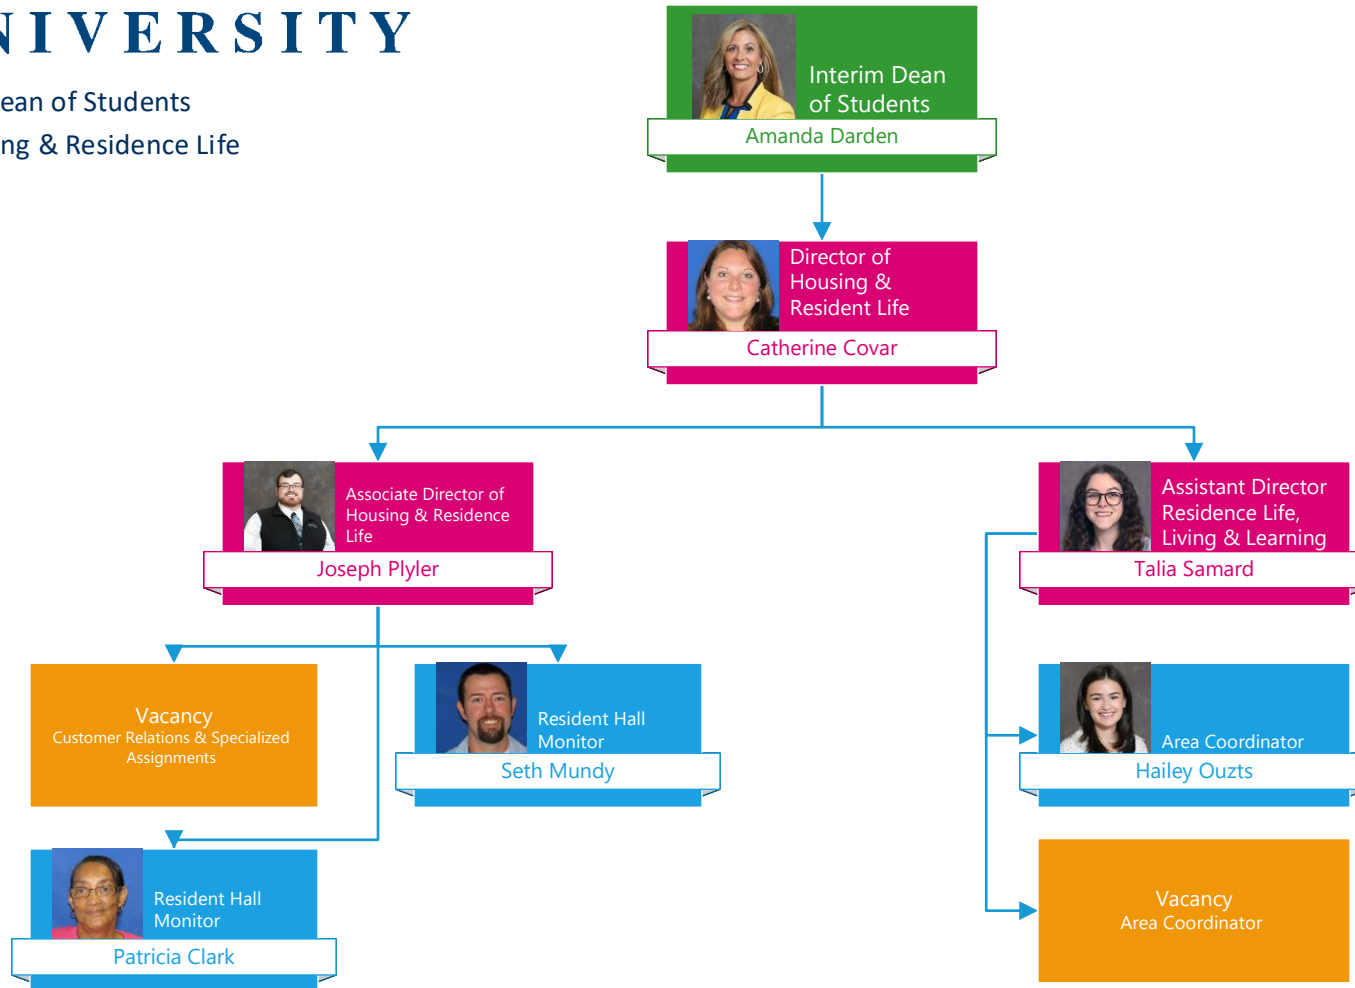 NIVERSITY
ean of Students
ng & Residence Life
Interim Dean
of Students
Amanda Darden
Director of
Housing &
Resident Life
Catherine Covar
Associate Director of
Housing & Residence
Life
Joseph Plyler
Assistant Director
Residence Life,
Living & Learning
Talia Samard
Vacancy
Customer Relations & Specialized
Assignments
Resident Hall
Monitor
Seth Mundy
Area Coordinator
Hailey Ouzts
Resident Hall
Monitor
Patricia Clark
Vacancy
Area Coordinator